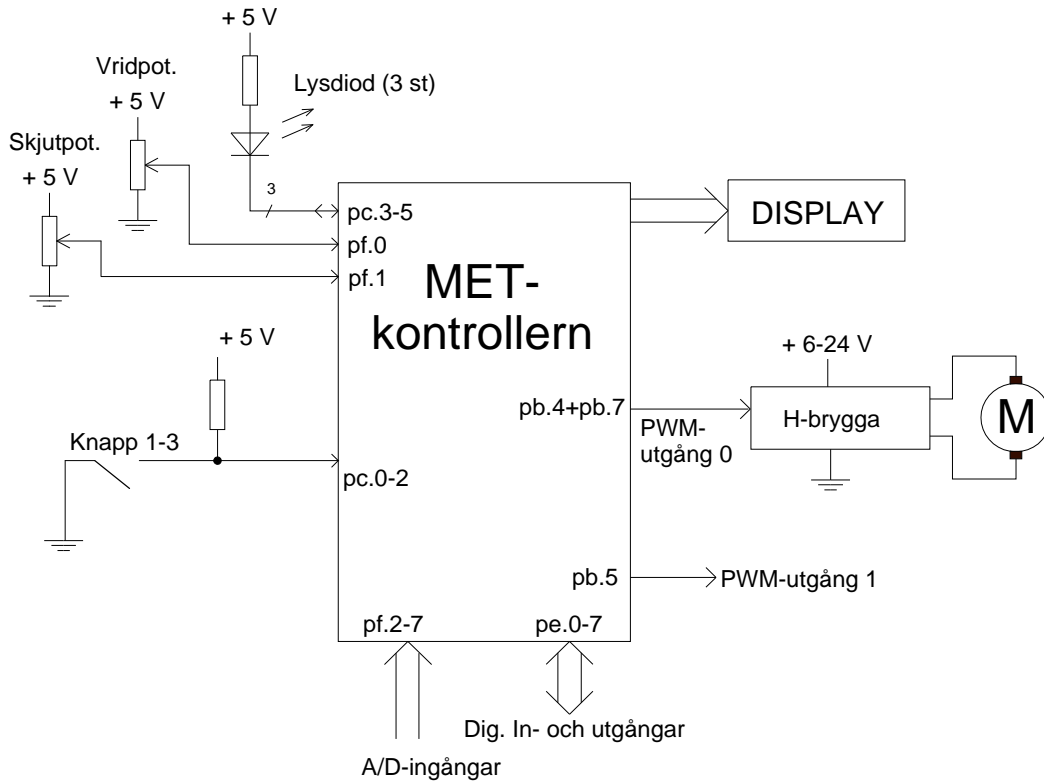 + 5 V
Vridpot.
+ 5 V
Lysdiod (3 st)
Skjutpot.
+ 5 V
3
pc.3-5
pf.0
pf.1
MET-
kontrollern
DISPLAY
+ 5 V
+ 6-24 V
pb.4+pb.7
PWM-
utgång 0
H-brygga
M
Knapp 1-3
pc.0-2
pb.5
PWM-utgång 1
pf.2-7
pe.0-7
Dig. In- och utgångar
A/D-ingångar